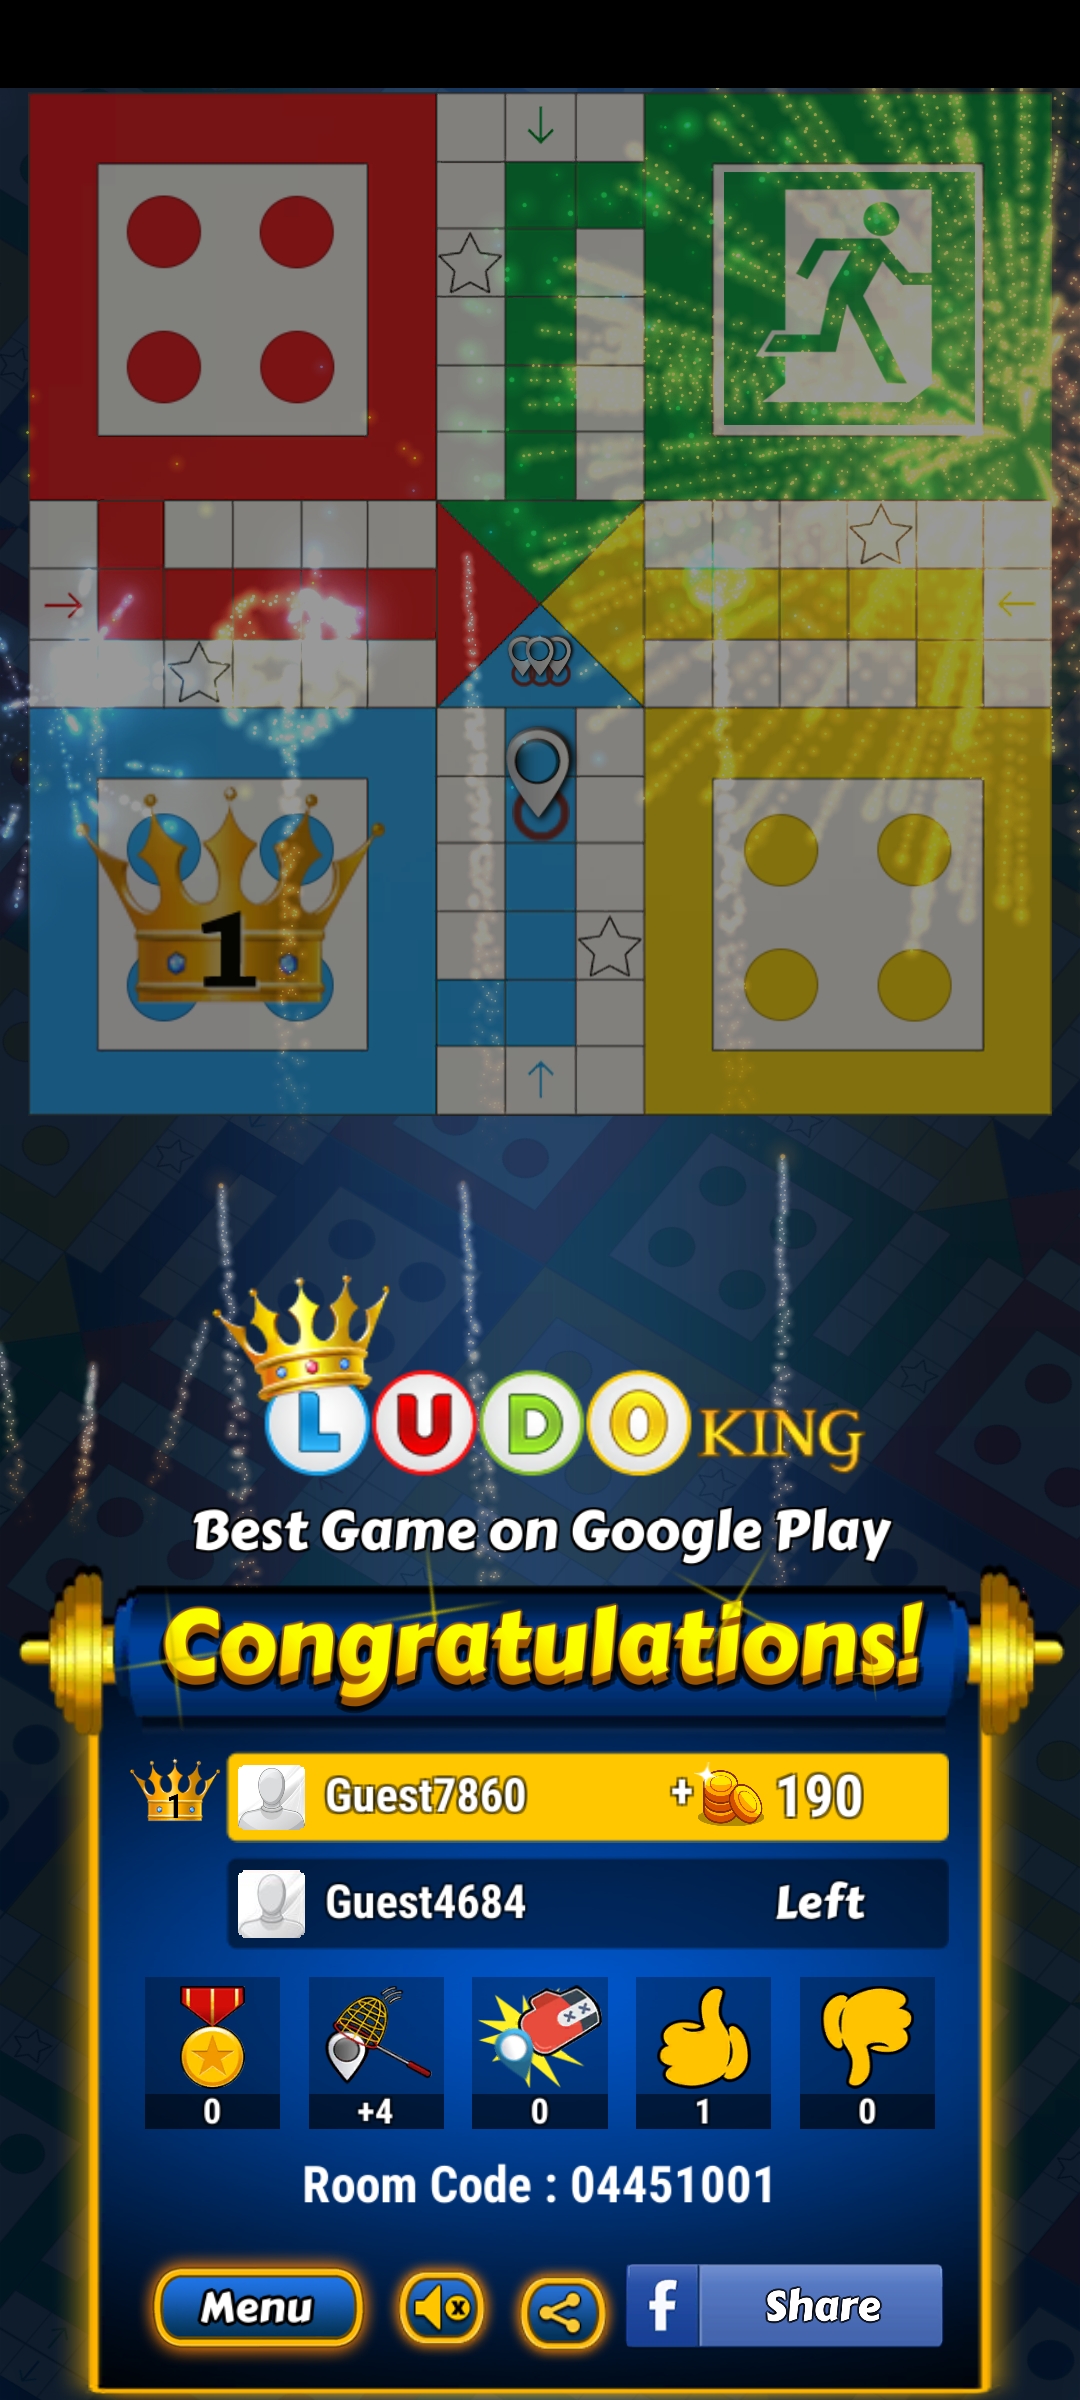 1
LUDO KING
Best Game on Google Play
Congratulations!
1 Guest7860 + 190
Guest4684 Left
0 +4 0 1 0
Room Code : 04451001
Menu x f Share